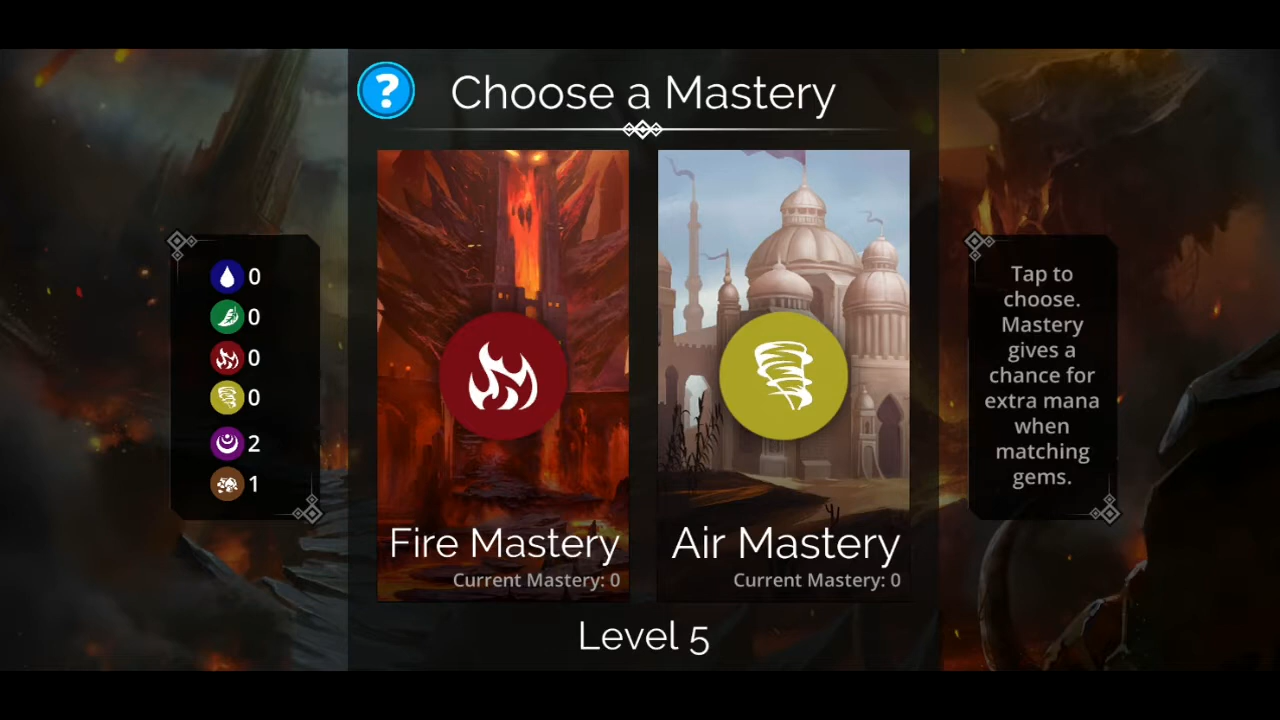 ?
Choose a Mastery
0
0
0
0
2
1
Fire Mastery
Current Mastery: 0
Air Mastery
Current Mastery: 0
Tap to
choose.
Mastery
gives a
chance for
extra mana
when
matching
gems.
Level 5